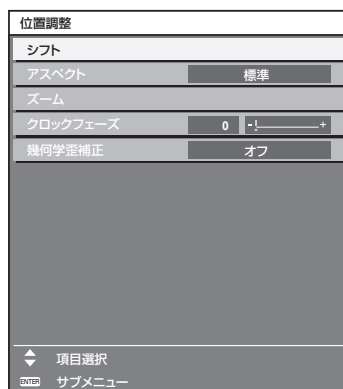 位置調整
シフト
アスペクト 標準
ズーム
クロックフェーズ 0 - +
幾何学歪補正 オフ
項目選択
ENTER サブメニュー